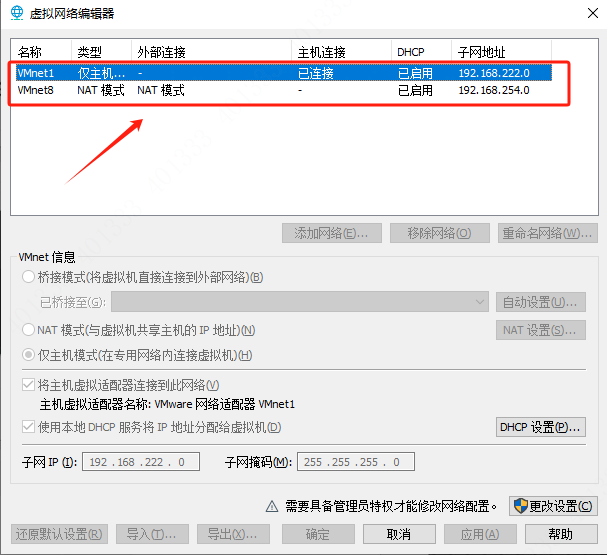 虚拟网络编辑器
名称 类型 外部连接 主机连接 DHCP 子网地址
VMnet1 仅主机... - 已连接 已启用 192.168.222.0
VMnet8 NAT 模式 NAT 模式 - 已启用 192.168.254.0
添加网络(E)... 移除网络(O) 重命名网络(W)...
VMnet 信息
桥接模式(将虚拟机直接连接到外部网络)(B)
已桥接至(G): 自动设置(U)...
NAT 模式(与虚拟机共享主机的 IP 地址)(N) NAT 设置(S)...
仅主机模式(在专用网络内连接虚拟机)(H)
将主机虚拟适配器连接到此网络(V)
主机虚拟适配器名称: VMware 网络适配器 VMnet1
使用本地 DHCP 服务将 IP 地址分配给虚拟机(D) DHCP 设置(P)...
子网 IP (I): 192 . 168 . 222 . 0 子网掩码(M): 255 . 255 . 255 . 0
需要具备管理员特权才能修改网络配置。 更改设置(C)
还原默认设置(R) 导入(T)... 导出(X)... 确定 取消 应用(A) 帮助